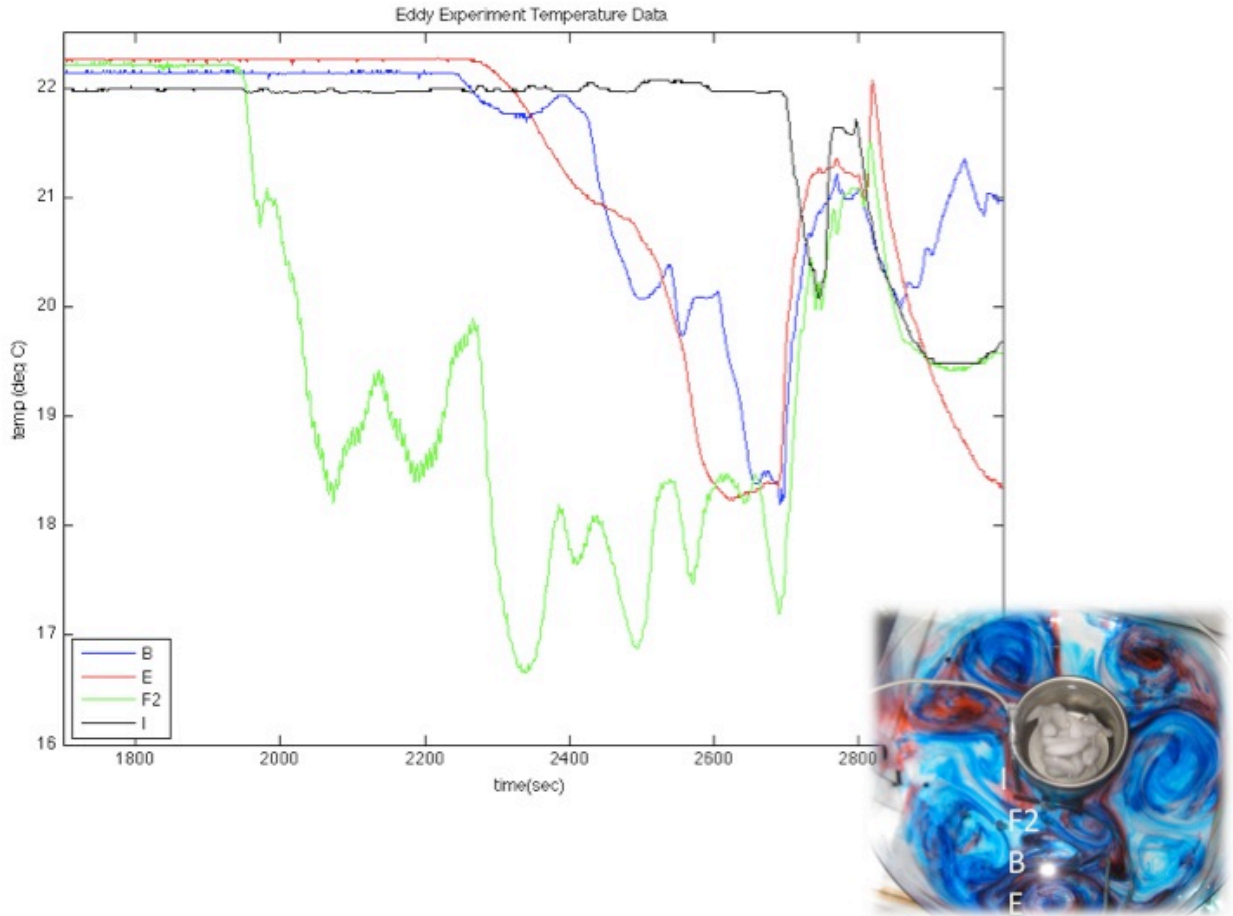 Eddy Experiment Temperature Data
22
21
20
19
18
17
16
temp (deg C)
B
E
F2
I
1800
2000
2200
2400
2600
2800
time(sec)
I
F2
B
E